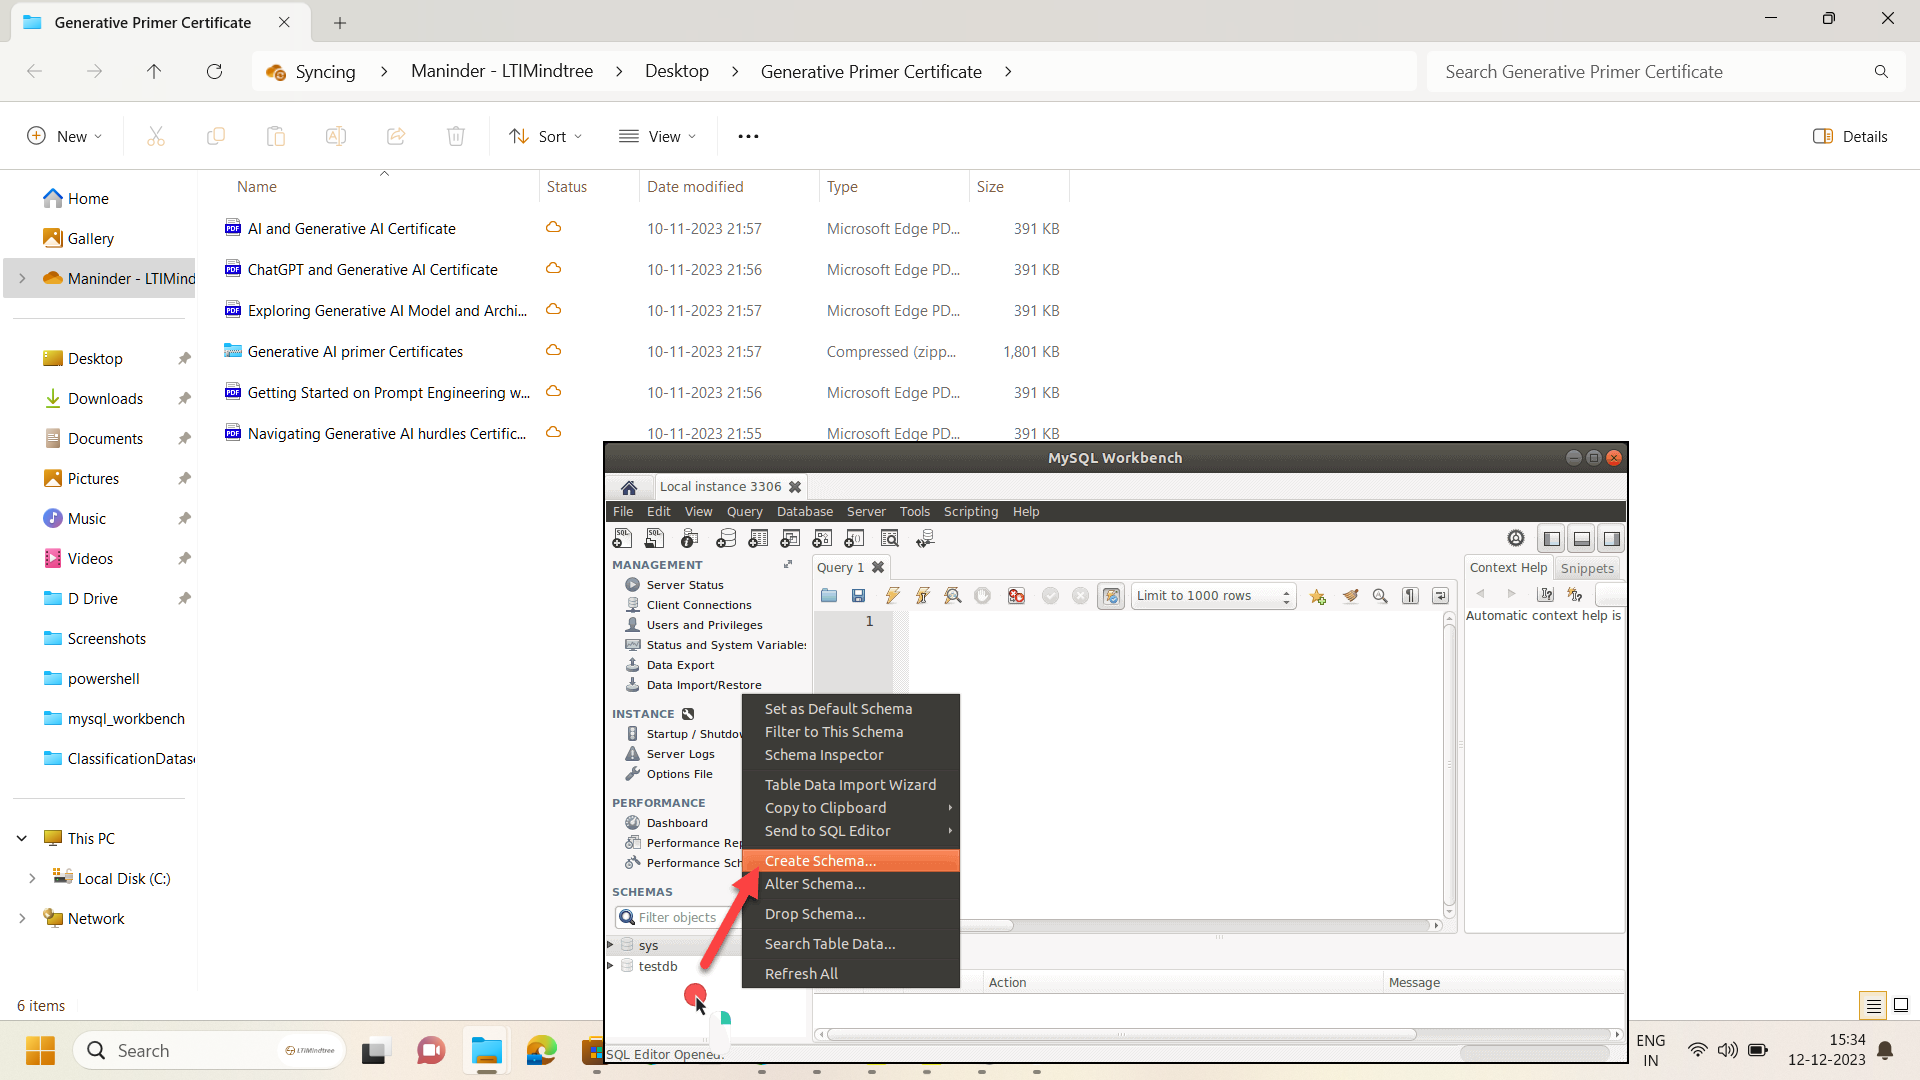 Generative Primer Certificate
Syncing > Maninder - LTIMindtree > Desktop > Generative Primer Certificate >
Search Generative Primer Certificate
New
Sort
View
Details
Home
Gallery
Maninder - LTIMind
Desktop
Downloads
Documents
Pictures
Music
Videos
D Drive
Screenshots
powershell
mysql_workbench
ClassificationDatas
This PC
Local Disk (C:)
Network
Name Status Date modified Type Size
AI and Generative AI Certificate 10-11-2023 21:57 Microsoft Edge PD... 391 KB
ChatGPT and Generative AI Certificate 10-11-2023 21:56 Microsoft Edge PD... 391 KB
Exploring Generative AI Model and Archi... 10-11-2023 21:57 Microsoft Edge PD... 391 KB
Generative AI primer Certificates 10-11-2023 21:57 Compressed (zipp... 1,801 KB
Getting Started on Prompt Engineering w... 10-11-2023 21:56 Microsoft Edge PD... 391 KB
Navigating Generative AI hurdles Certific... 10-11-2023 21:55 Microsoft Edge PD... 391 KB
MySQL Workbench
Local instance 3306
File Edit View Query Database Server Tools Scripting Help
MANAGEMENT
Server Status
Client Connections
Users and Privileges
Status and System Variables
Data Export
Data Import/Restore
INSTANCE
Startup / Shutdow
Server Logs
Options File
PERFORMANCE
Dashboard
Performance Rep
Performance Sch
SCHEMAS
Filter objects
sys
testdb
Query 1
Limit to 1000 rows
1
Context Help Snippets
Automatic context help is
Set as Default Schema
Filter to This Schema
Schema Inspector
Table Data Import Wizard
Copy to Clipboard
Send to SQL Editor
Create Schema...
Alter Schema...
Drop Schema...
Search Table Data...
Refresh All
Action Message
SQL Editor Opened.
6 items
Search
LTIMindtree
ENG
IN
15:34
12-12-2023